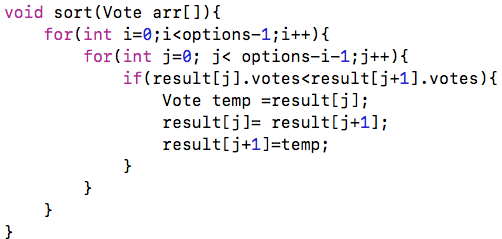 void sort(Vote arr[]){
    for(int i=0;i<options-1;i++){
        for(int j=0; j< options-i-1;j++){
            if(result[j].votes<result[j+1].votes){
                Vote temp =result[j];
                result[j]= result[j+1];
                result[j+1]=temp;
            }
        }
    }
}